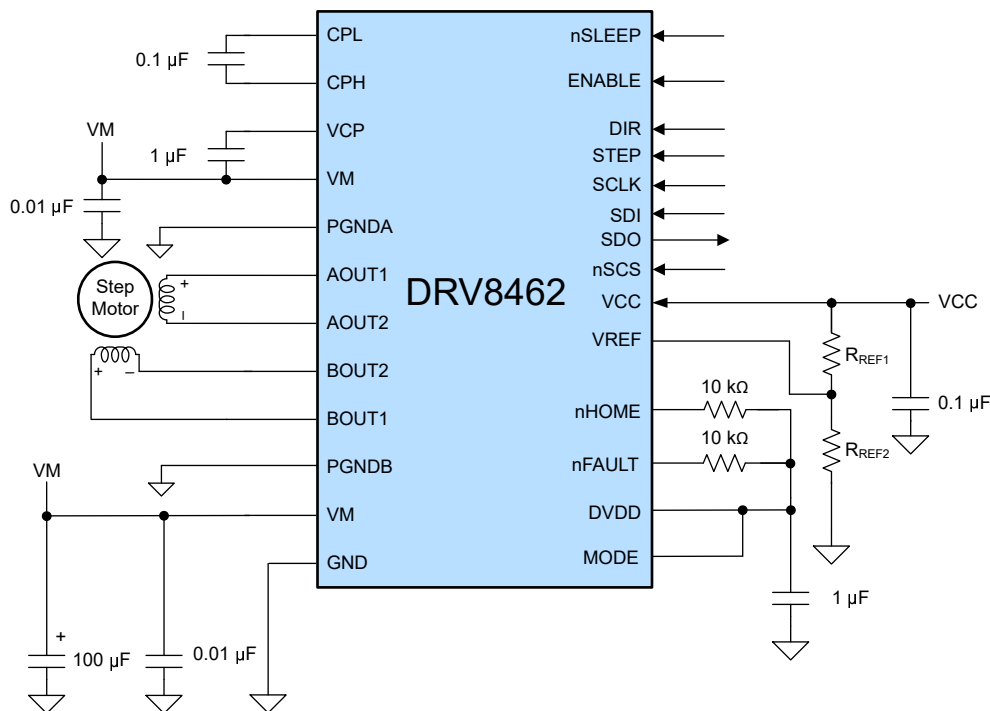 CPL
0.1 µF
CPH
VCP
VM
1 µF
VM
0.01 µF
PGNDA
Step
Motor
+
–
AOUT1
AOUT2
+
–
BOUT2
BOUT1
PGNDB
VM
VM
GND
+
100 µF
0.01 µF
DRV8462
nSLEEP
ENABLE
DIR
STEP
SCLK
SDI
SDO
nSCS
VCC
VCC
VREF
RREF1
10 kΩ
nHOME
0.1 µF
10 kΩ
RREF2
nFAULT
DVDD
MODE
1 µF